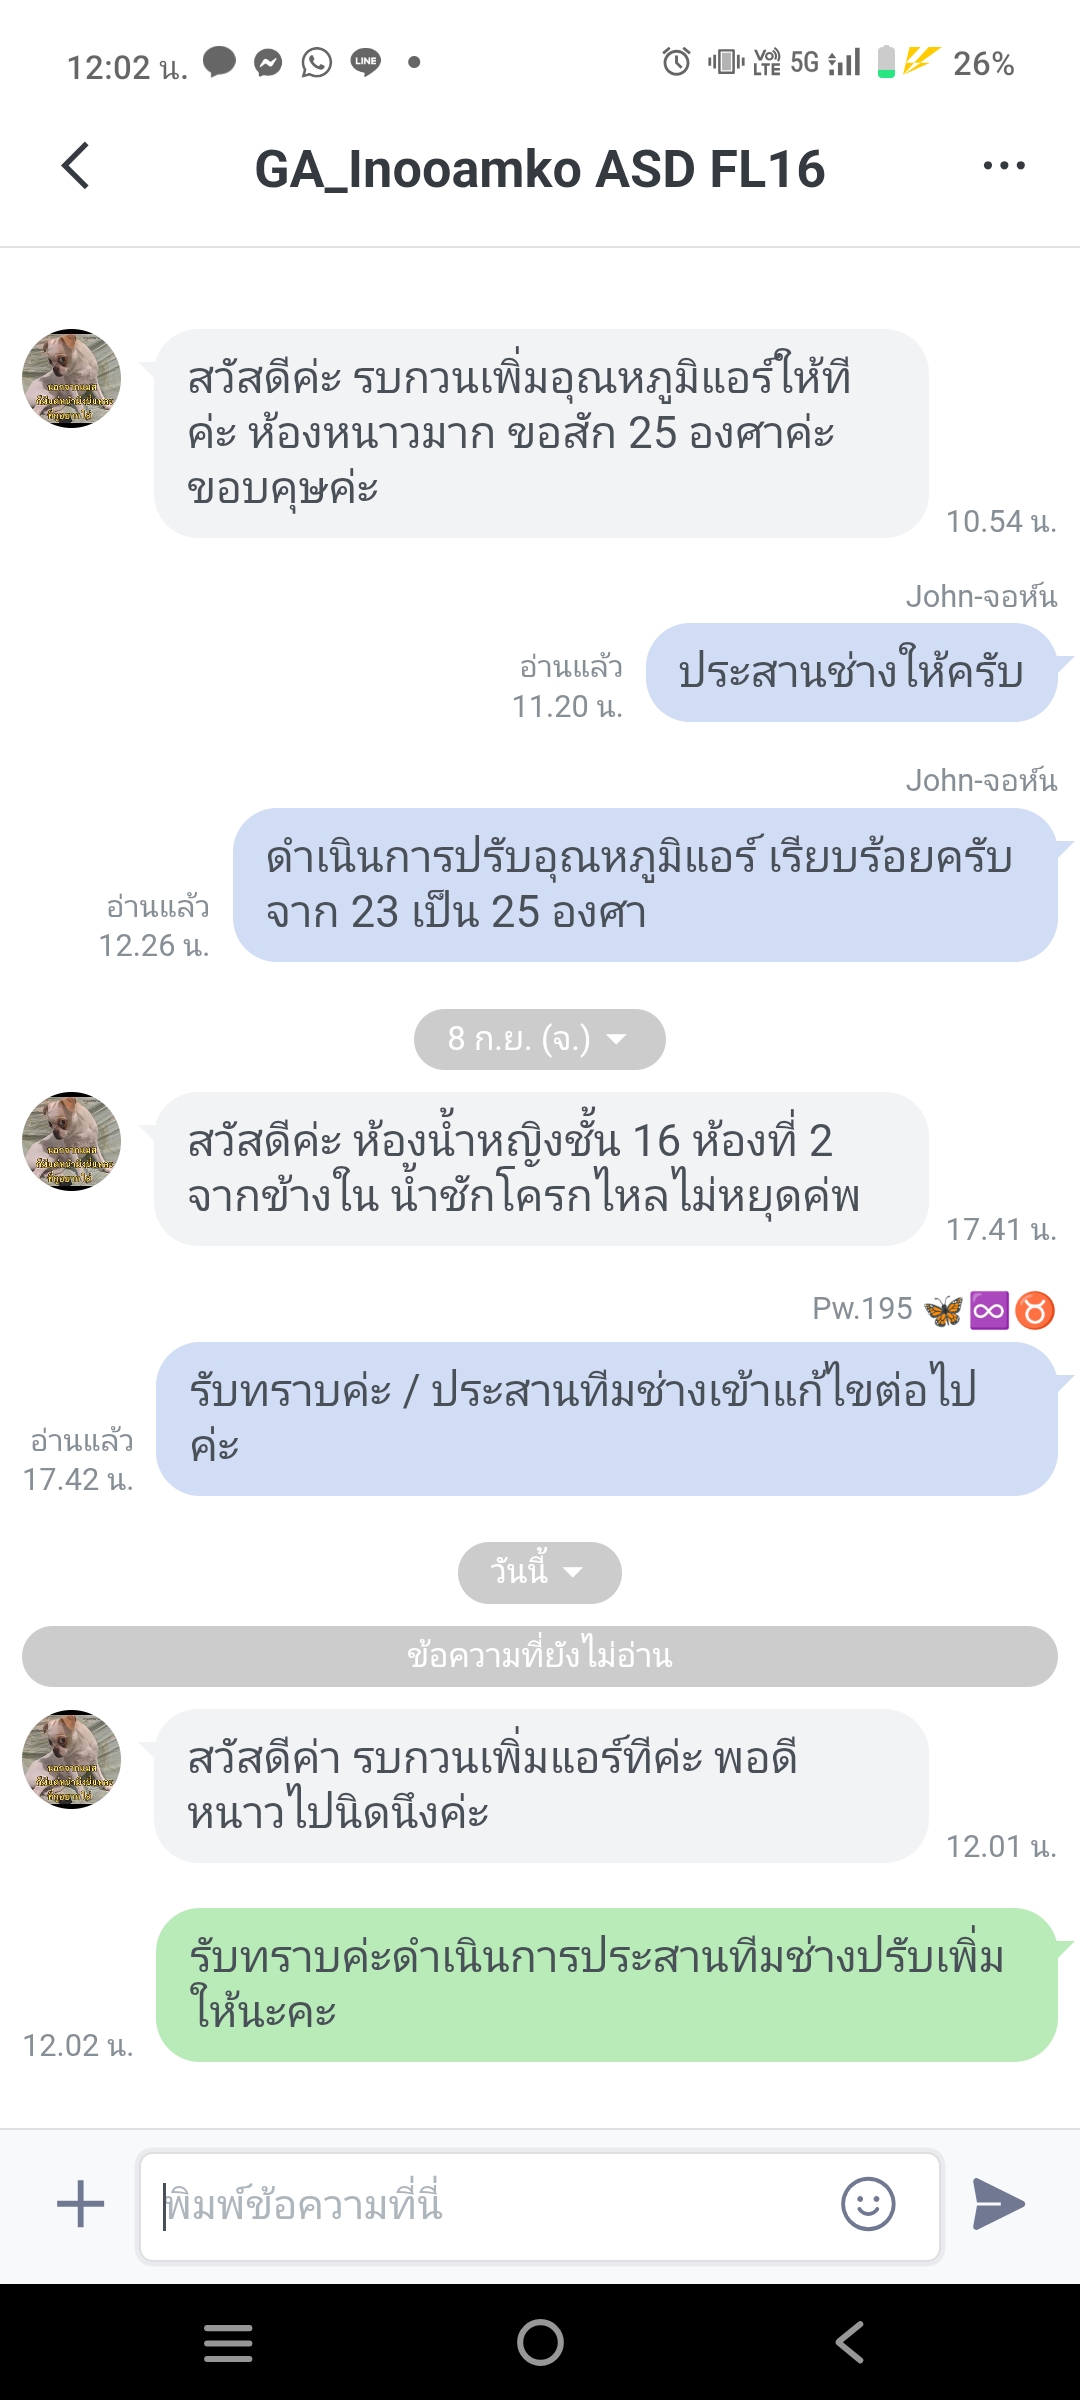 12:02 น.
LINE
Vo)) LTE 5G 26%
GA_Inooamko ASD FL16
สวัสดีค่ะ รบกวนเพิ่มอุณหภูมิแอร์ให้ที
ค่ะ ห้องหนาวมาก ขอสัก 25 องศาค่ะ
ขอบคุษค่ะ
10.54 น.
John-จอห์น
ประสานช่างให้ครับ
อ่านแล้ว
11.20 น.
John-จอห์น
ดำเนินการปรับอุณหภูมิแอร์ เรียบร้อยครับ
จาก 23 เป็น 25 องศา
อ่านแล้ว
12.26 น.
8 ก.ย. (จ.)
สวัสดีค่ะ ห้องน้ำหญิงชั้น 16 ห้องที่ 2
จากข้างใน น้ำชักโครกไหลไม่หยุดค่พ
17.41 น.
Pw.195 🦋♾♉
รับทราบค่ะ / ประสานทีมช่างเข้าแก้ไขต่อไป
ค่ะ
อ่านแล้ว
17.42 น.
วันนี้
ข้อความที่ยังไม่อ่าน
สวัสดีค่า รบกวนเพิ่มแอร์ทีค่ะ พอดี
หนาวไปนิดนึงค่ะ
12.01 น.
รับทราบค่ะดำเนินการประสานทีมช่างปรับเพิ่ม
ให้นะคะ
12.02 น.
พิมพ์ข้อความที่นี่